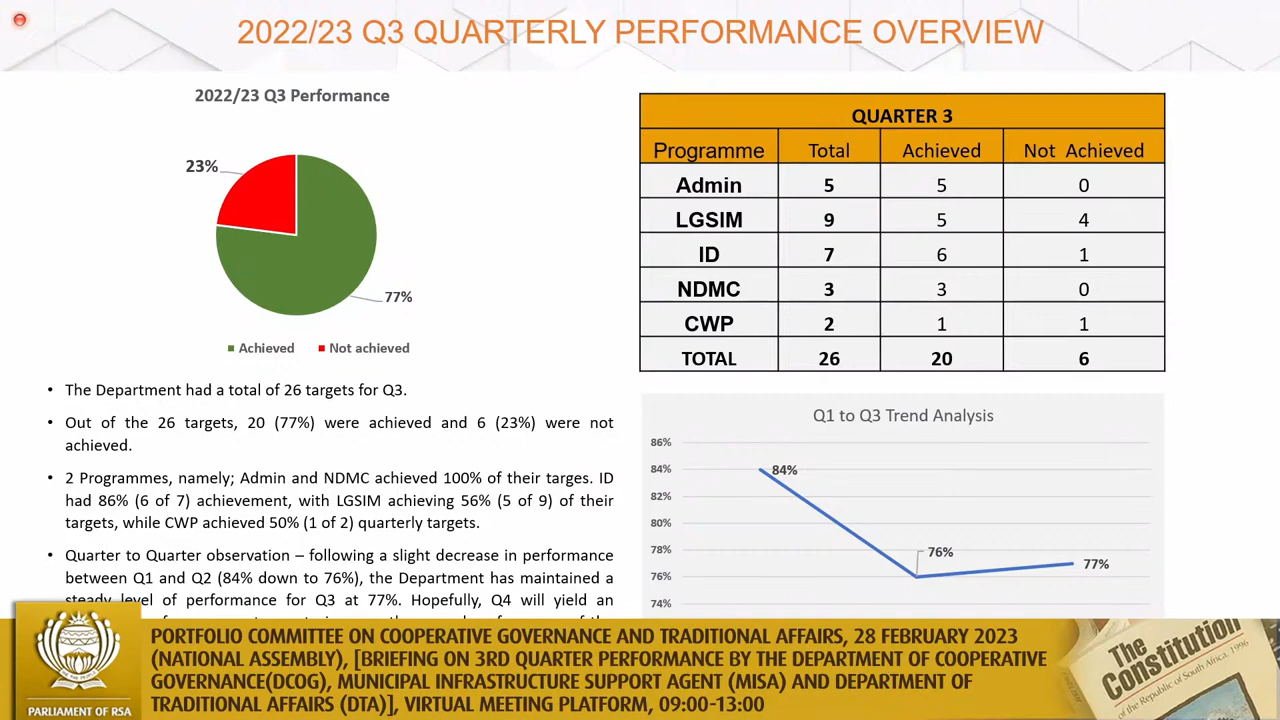 2022/23 Q3 QUARTERLY PERFORMANCE OVERVIEW
2022/23 Q3 Performance
23%
77%
Achieved Not achieved
• The Department had a total of 26 targets for Q3.
• Out of the 26 targets, 20 (77%) were achieved and 6 (23%) were not
achieved.
• 2 Programmes, namely; Admin and NDMC achieved 100% of their targes. ID
had 86% (6 of 7) achievement, with LGSIM achieving 56% (5 of 9) of their
targets, while CWP achieved 50% (1 of 2) quarterly targets.
• Quarter to Quarter observation – following a slight decrease in performance
between Q1 and Q2 (84% down to 76%), the Department has maintained a
steady level of performance for Q3 at 77%. Hopefully, Q4 will yield an
QUARTER 3
Programme Total Achieved Not Achieved
Admin 5 5 0
LGSIM 9 5 4
ID 7 6 1
NDMC 3 3 0
CWP 2 1 1
TOTAL 26 20 6
Q1 to Q3 Trend Analysis
86%
84%
82%
80%
78%
76%
74%
84%
76%
77%
PARLIAMENT OF RSA
PORTFOLIO COMMITTEE ON COOPERATIVE GOVERNANCE AND TRADITIONAL AFFAIRS, 28 FEBRUARY 2023
(NATIONAL ASSEMBLY), [BRIEFING ON 3RD QUARTER PERFORMANCE BY THE DEPARTMENT OF COOPERATIVE
GOVERNANCE(DCOG), MUNICIPAL INFRASTRUCTURE SUPPORT AGENT (MISA) AND DEPARTMENT OF
TRADITIONAL AFFAIRS (DTA)], VIRTUAL MEETING PLATFORM, 09:00-13:00
The
Constitution
of the Republic of South Africa, 1996